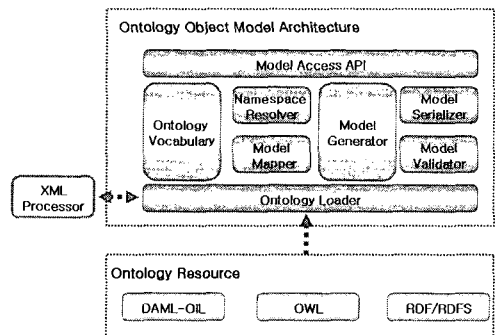 Ontology Object Model Architecture
Model Access API
Ontology
Vocabulary
Namespace
Resolver
Model
Mapper
Model
Generator
Model
Serializer
Model
Validator
XML
Processor
Ontology Loader
Ontology Resource
DAML-OIL
OWL
RDF/RDFS